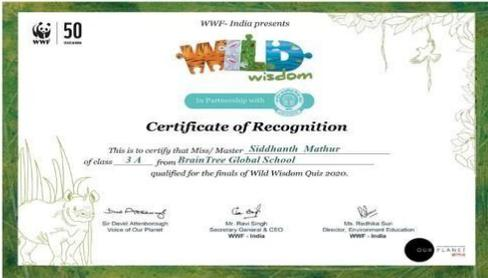 WWF- India presents
WWF
50
WILD
wisdom
In Partnership with
Certificate of Recognition
This is to certify that Miss/ Master Siddhanth Mathur
of class 3 A from BrainTree Global School
qualified for the finals of Wild Wisdom Quiz 2020.
Sir David Attenborough
Voice of Our Planet
Mr. Ravi Singh
Secretary General & CEO
WWF - India
Ms. Radhika Suri
Director, Environment Education
WWF - India
OUR PLANET